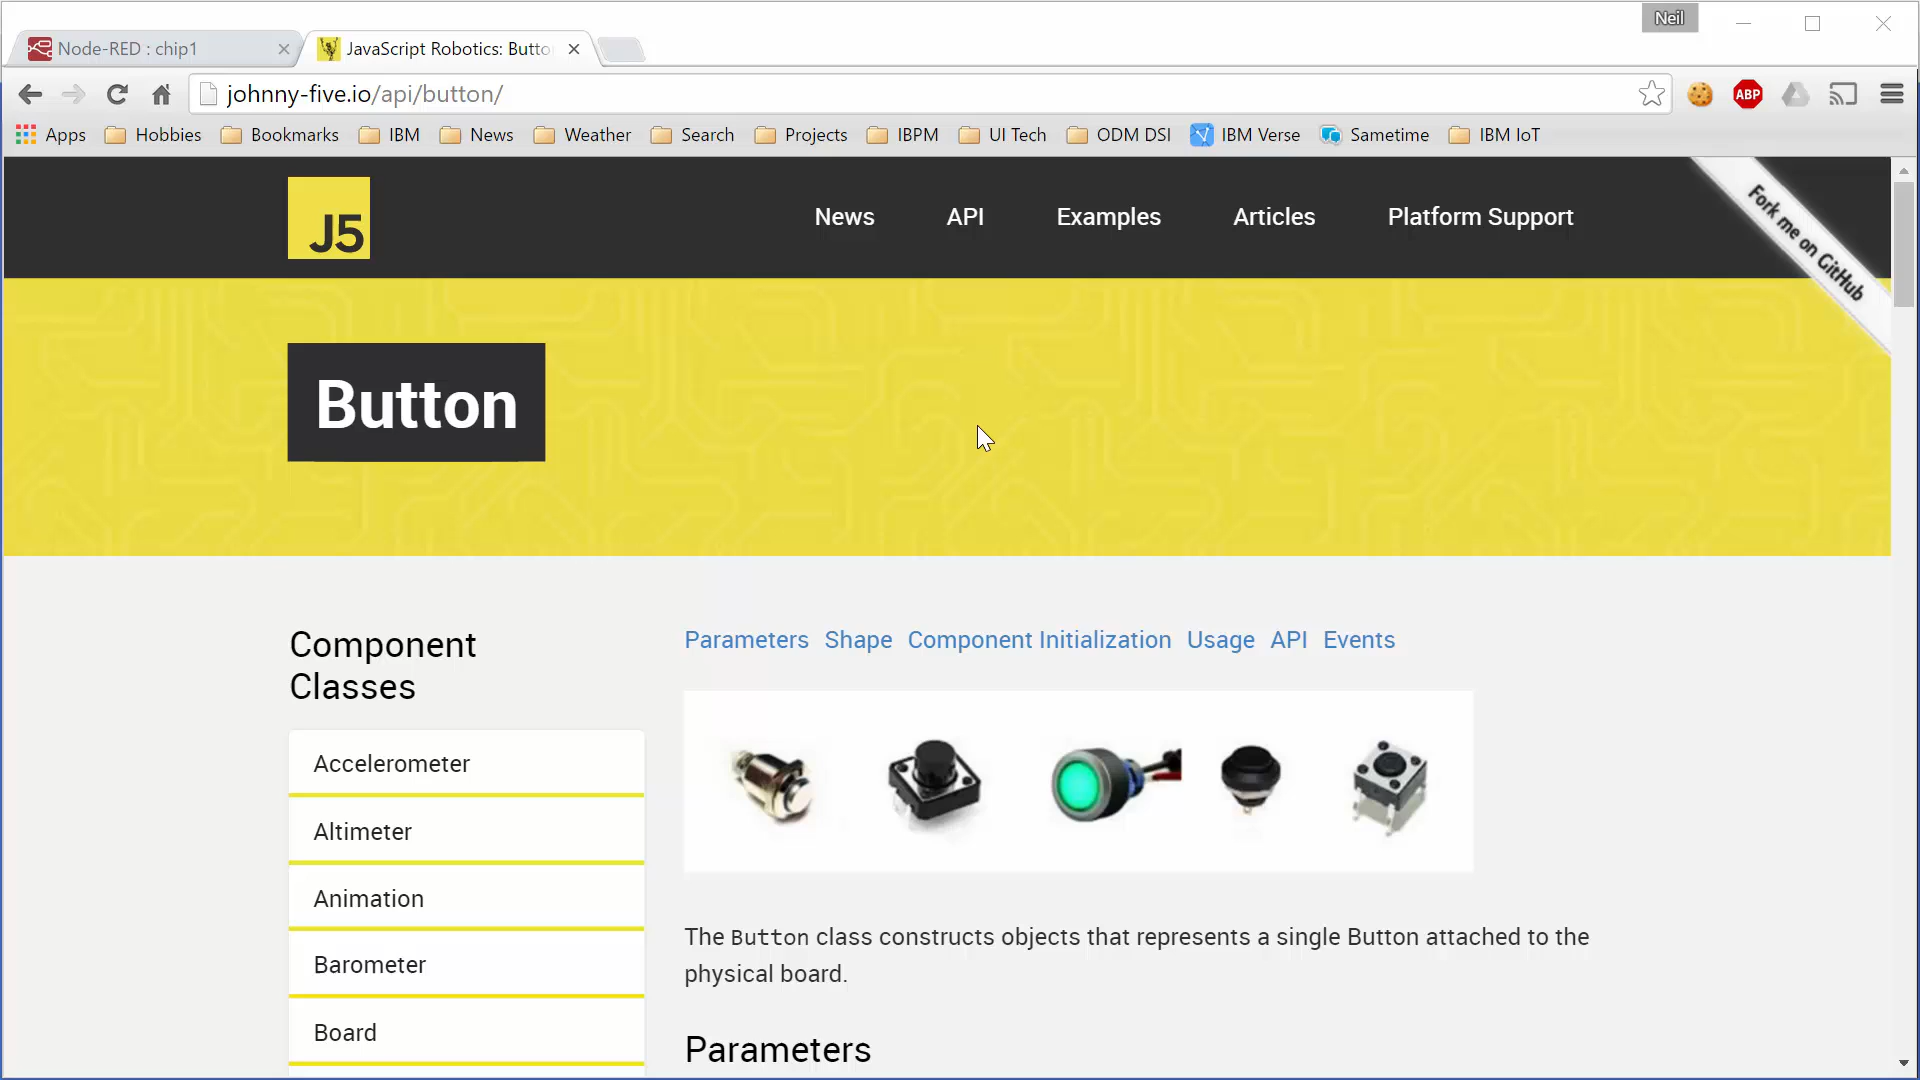 Neil
Node-RED : chip1
JavaScript Robotics: Butto
johnny-five.io/api/button/
ABP
Apps Hobbies Bookmarks IBM News Weather Search Projects IBPM UI Tech ODM DSI IBM Verse Sametime IBM IoT
J5
News API Examples Articles Platform Support
Fork me on GitHub
Button
Component
Classes
Parameters Shape Component Initialization Usage API Events
Accelerometer
Altimeter
Animation
Barometer
Board
The Button class constructs objects that represents a single Button attached to the
physical board.
Parameters